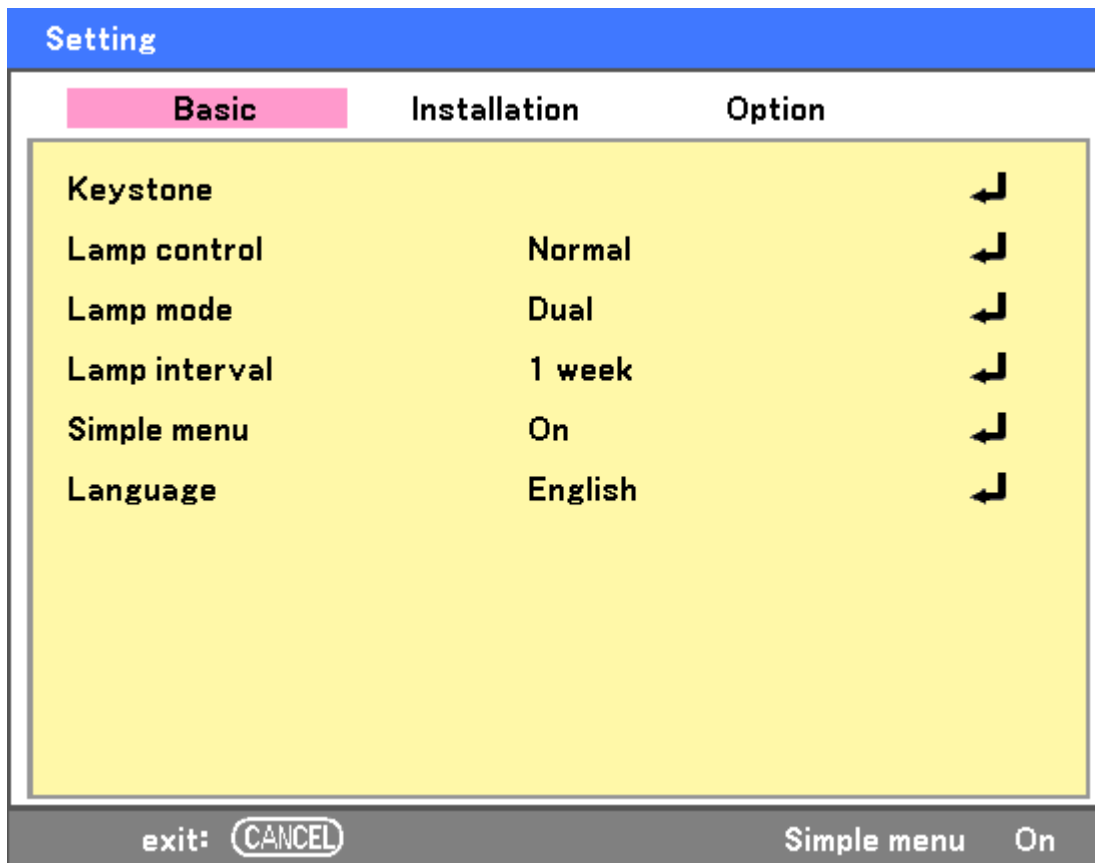 Setting
Basic Installation Option
Keystone
Lamp control Normal
Lamp mode Dual
Lamp interval 1 week
Simple menu On
Language English
exit: CANCEL Simple menu On